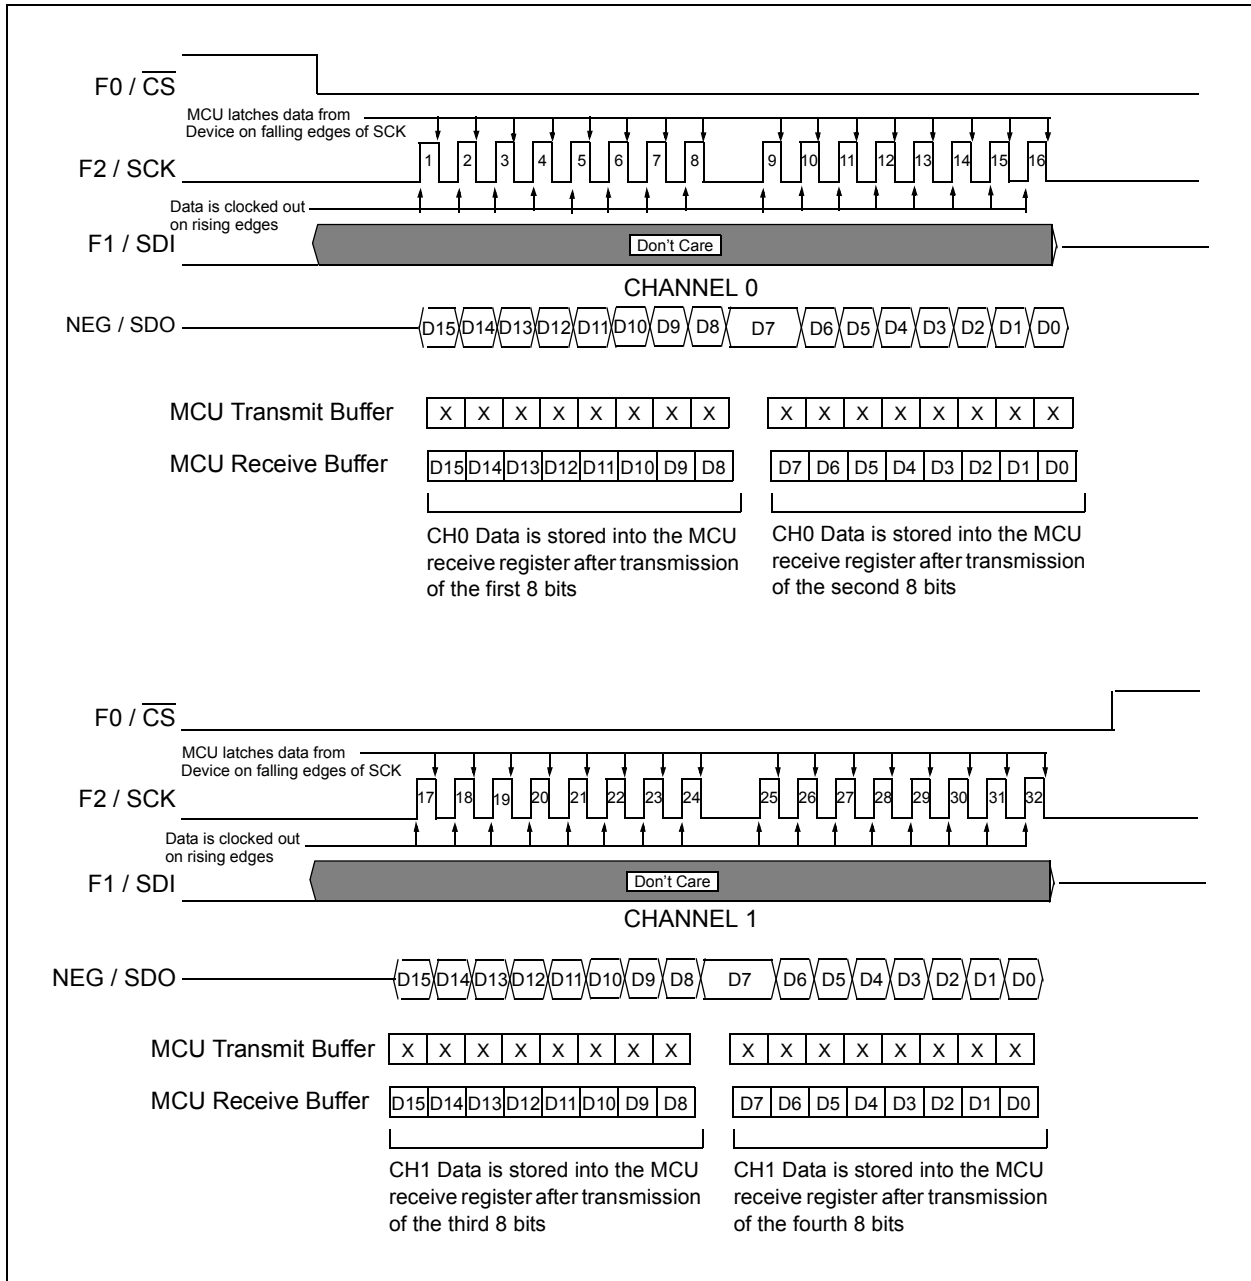 F0 / CS
MCU latches data from
Device on falling edges of SCK
F2 / SCK
1 2 3 4 5 6 7 8 9 10 11 12 13 14 15 16
Data is clocked out
on rising edges
F1 / SDI
Don't Care
CHANNEL 0
NEG / SDO
D15 D14 D13 D12 D11 D10 D9 D8 D7 D6 D5 D4 D3 D2 D1 D0
MCU Transmit Buffer
X X X X X X X X X X X X X X X X
MCU Receive Buffer
D15 D14 D13 D12 D11 D10 D9 D8 D7 D6 D5 D4 D3 D2 D1 D0
CH0 Data is stored into the MCU
receive register after transmission
of the first 8 bits
CH0 Data is stored into the MCU
receive register after transmission
of the second 8 bits
F0 / CS
MCU latches data from
Device on falling edges of SCK
F2 / SCK
17 18 19 20 21 22 23 24 25 26 27 28 29 30 31 32
Data is clocked out
on rising edges
F1 / SDI
Don't Care
CHANNEL 1
NEG / SDO
D15 D14 D13 D12 D11 D10 D9 D8 D7 D6 D5 D4 D3 D2 D1 D0
MCU Transmit Buffer
X X X X X X X X X X X X X X X X
MCU Receive Buffer
D15 D14 D13 D12 D11 D10 D9 D8 D7 D6 D5 D4 D3 D2 D1 D0
CH1 Data is stored into the MCU
receive register after transmission
of the third 8 bits
CH1 Data is stored into the MCU
receive register after transmission
of the fourth 8 bits